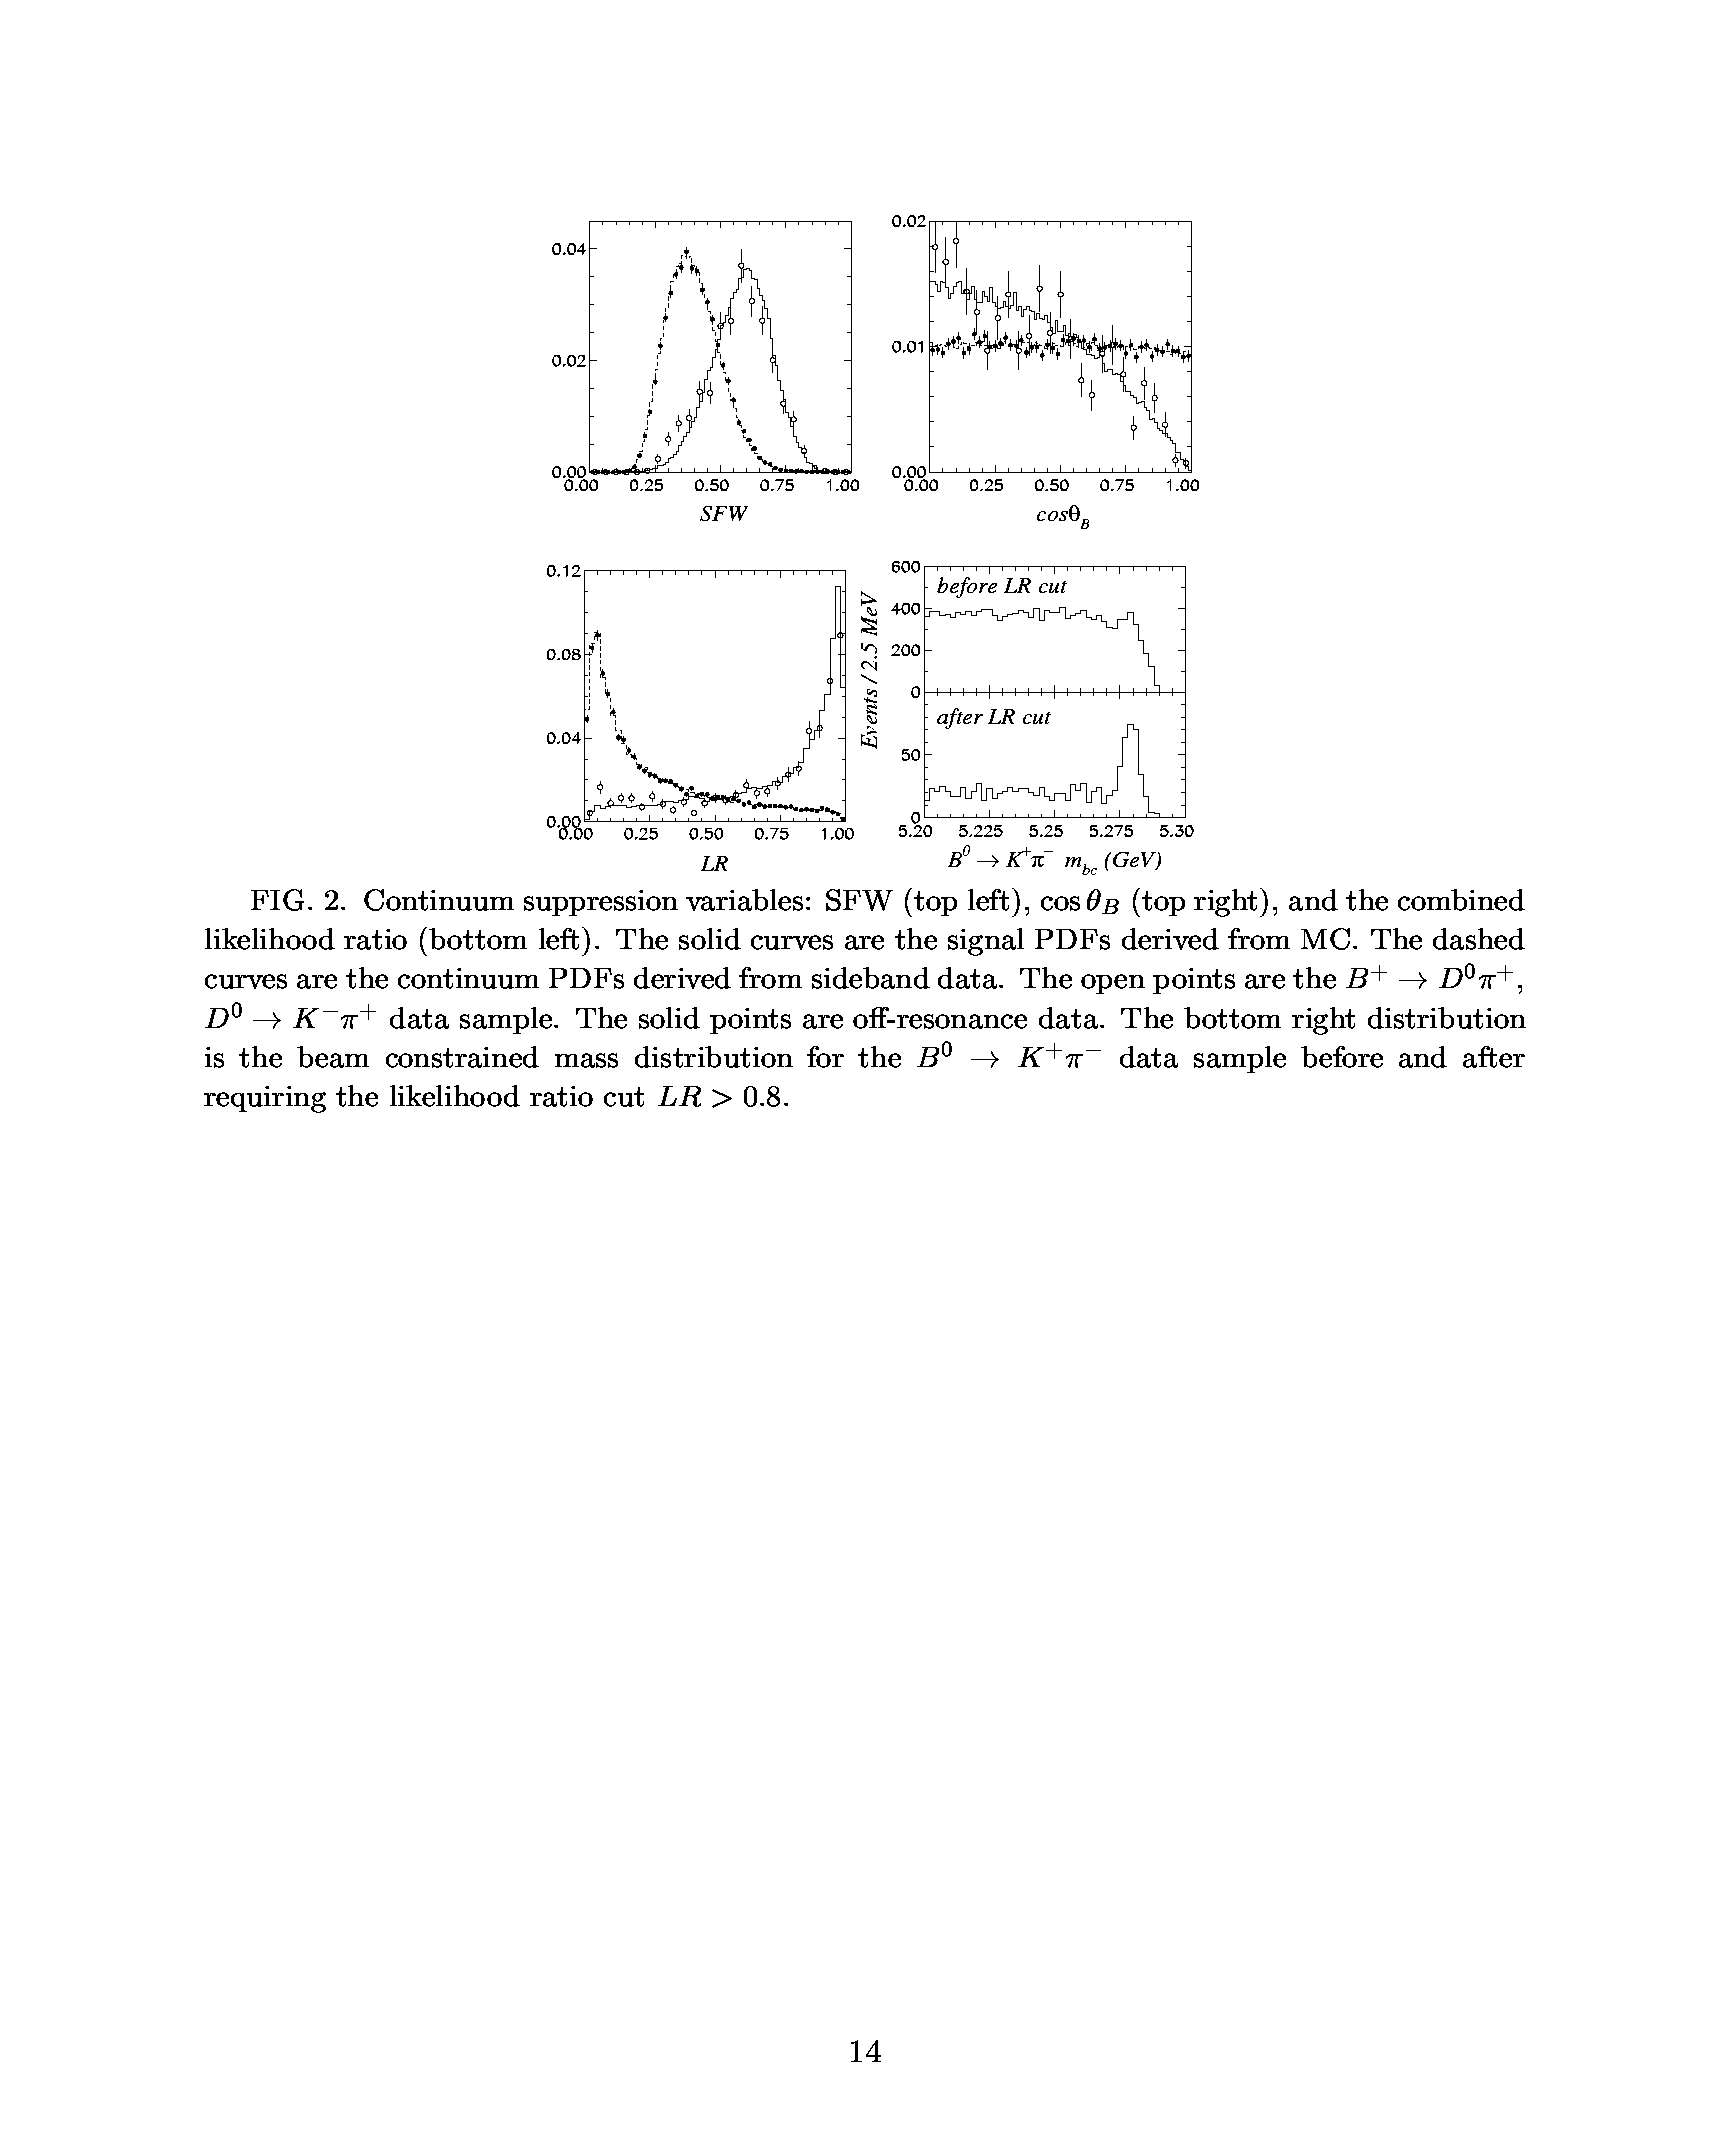 0.04
0.02
0.00
0.00 0.25 0.50 0.75 1.00
SFW
0.02
0.01
0.00
0.00 0.25 0.50 0.75 1.00
cosθB
0.12
0.08
0.04
0.00
0.00 0.25 0.50 0.75 1.00
LR
Events / 2.5 MeV
600
400
200
0
before LR cut
after LR cut
50
0
5.20 5.225 5.25 5.275 5.30
B⁰ → K⁺π⁻ mbc (GeV)
FIG. 2. Continuum suppression variables: SFW (top left), cos θB (top right), and the combined
likelihood ratio (bottom left). The solid curves are the signal PDFs derived from MC. The dashed
curves are the continuum PDFs derived from sideband data. The open points are the B⁺ → D⁰π⁺,
D⁰ → K⁻π⁺ data sample. The solid points are off-resonance data. The bottom right distribution
is the beam constrained mass distribution for the B⁰ → K⁺π⁻ data sample before and after
requiring the likelihood ratio cut LR > 0.8.
14